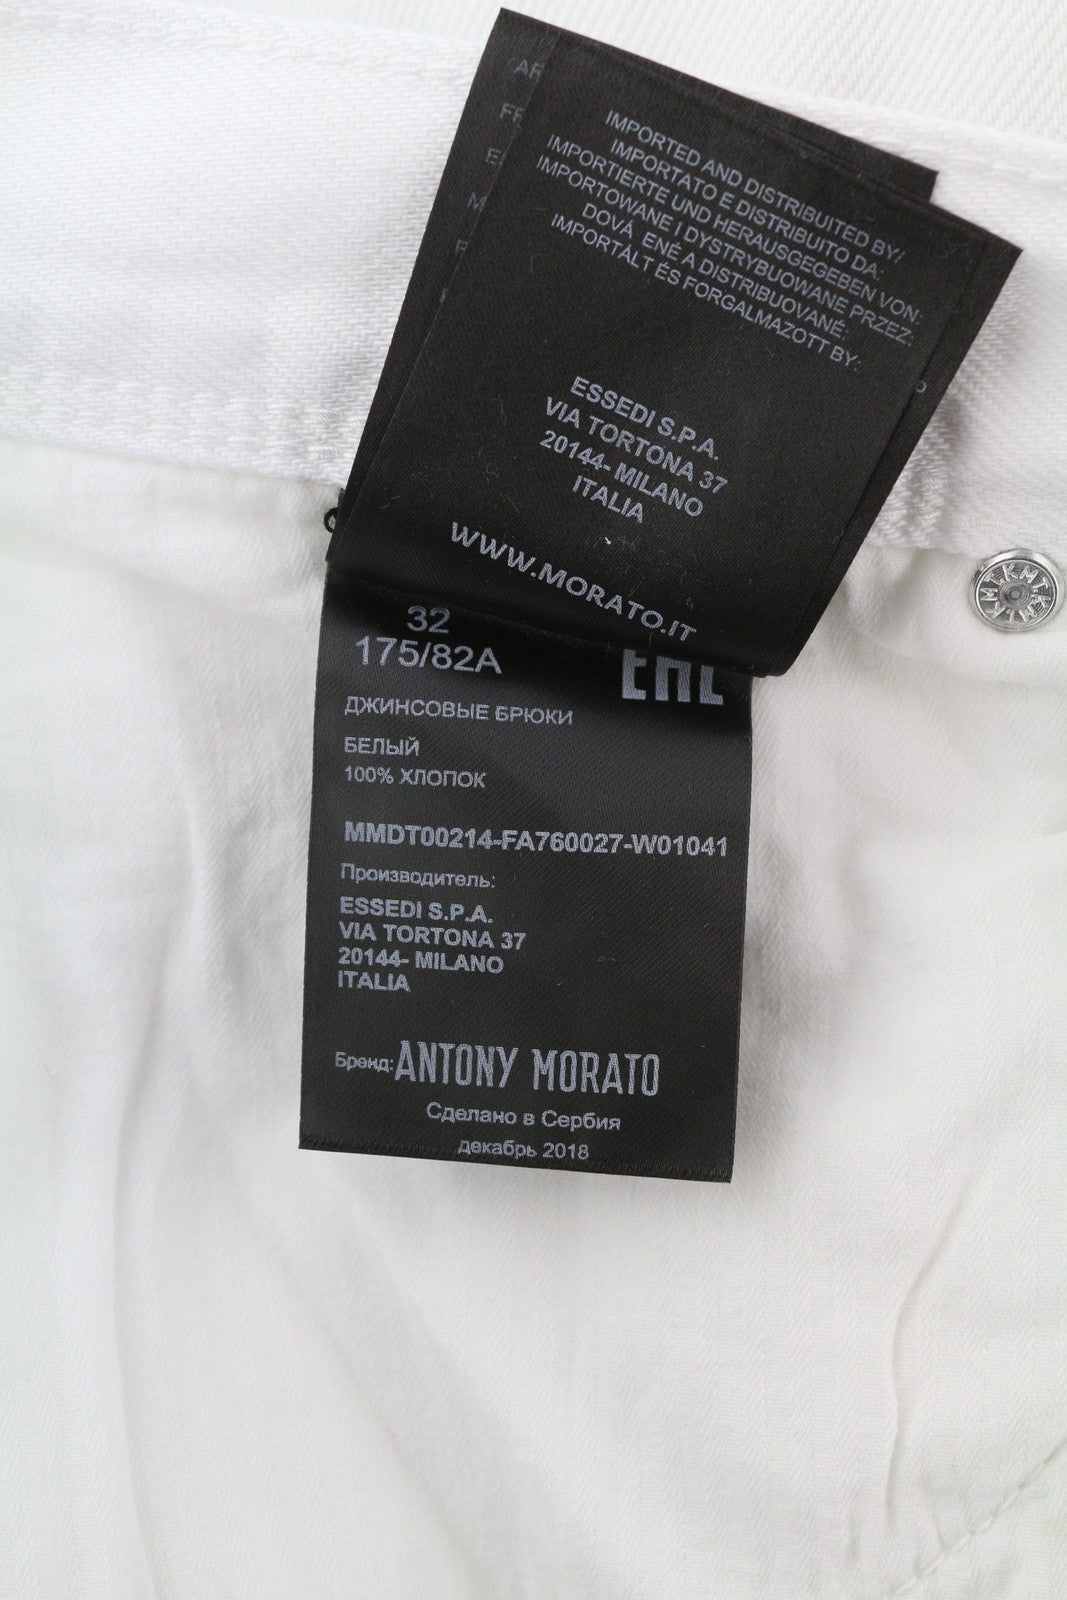 IMPORTED AND DISTRIBUTED BY/
IMPORTATO E DISTRIBUITO DA:
IMPORTIERTE UND HERAUSGEGEBEN VON:
IMPORTOWANE I DYSTRYBUOWANE PRZEZ:
DOVÁ, ENÉ A DISTRIBUOVANÉ:
IMPORTÁLT ÉS FORGALMAZOTT BY:
ESSEDI S.P.A.
VIA TORTONA 37
20144- MILANO
ITALIA
WWW.MORATO.IT
32
175/82A
EAC
ДЖИНСОВЫЕ БРЮКИ
БЕЛЫЙ
100% ХЛОПОК
MMDT00214-FA760027-W01041
Производитель:
ESSEDI S.P.A.
VIA TORTONA 37
20144- MILANO
ITALIA
Бренд: ANTONY MORATO
Сделано в Сербия
декабрь 2018